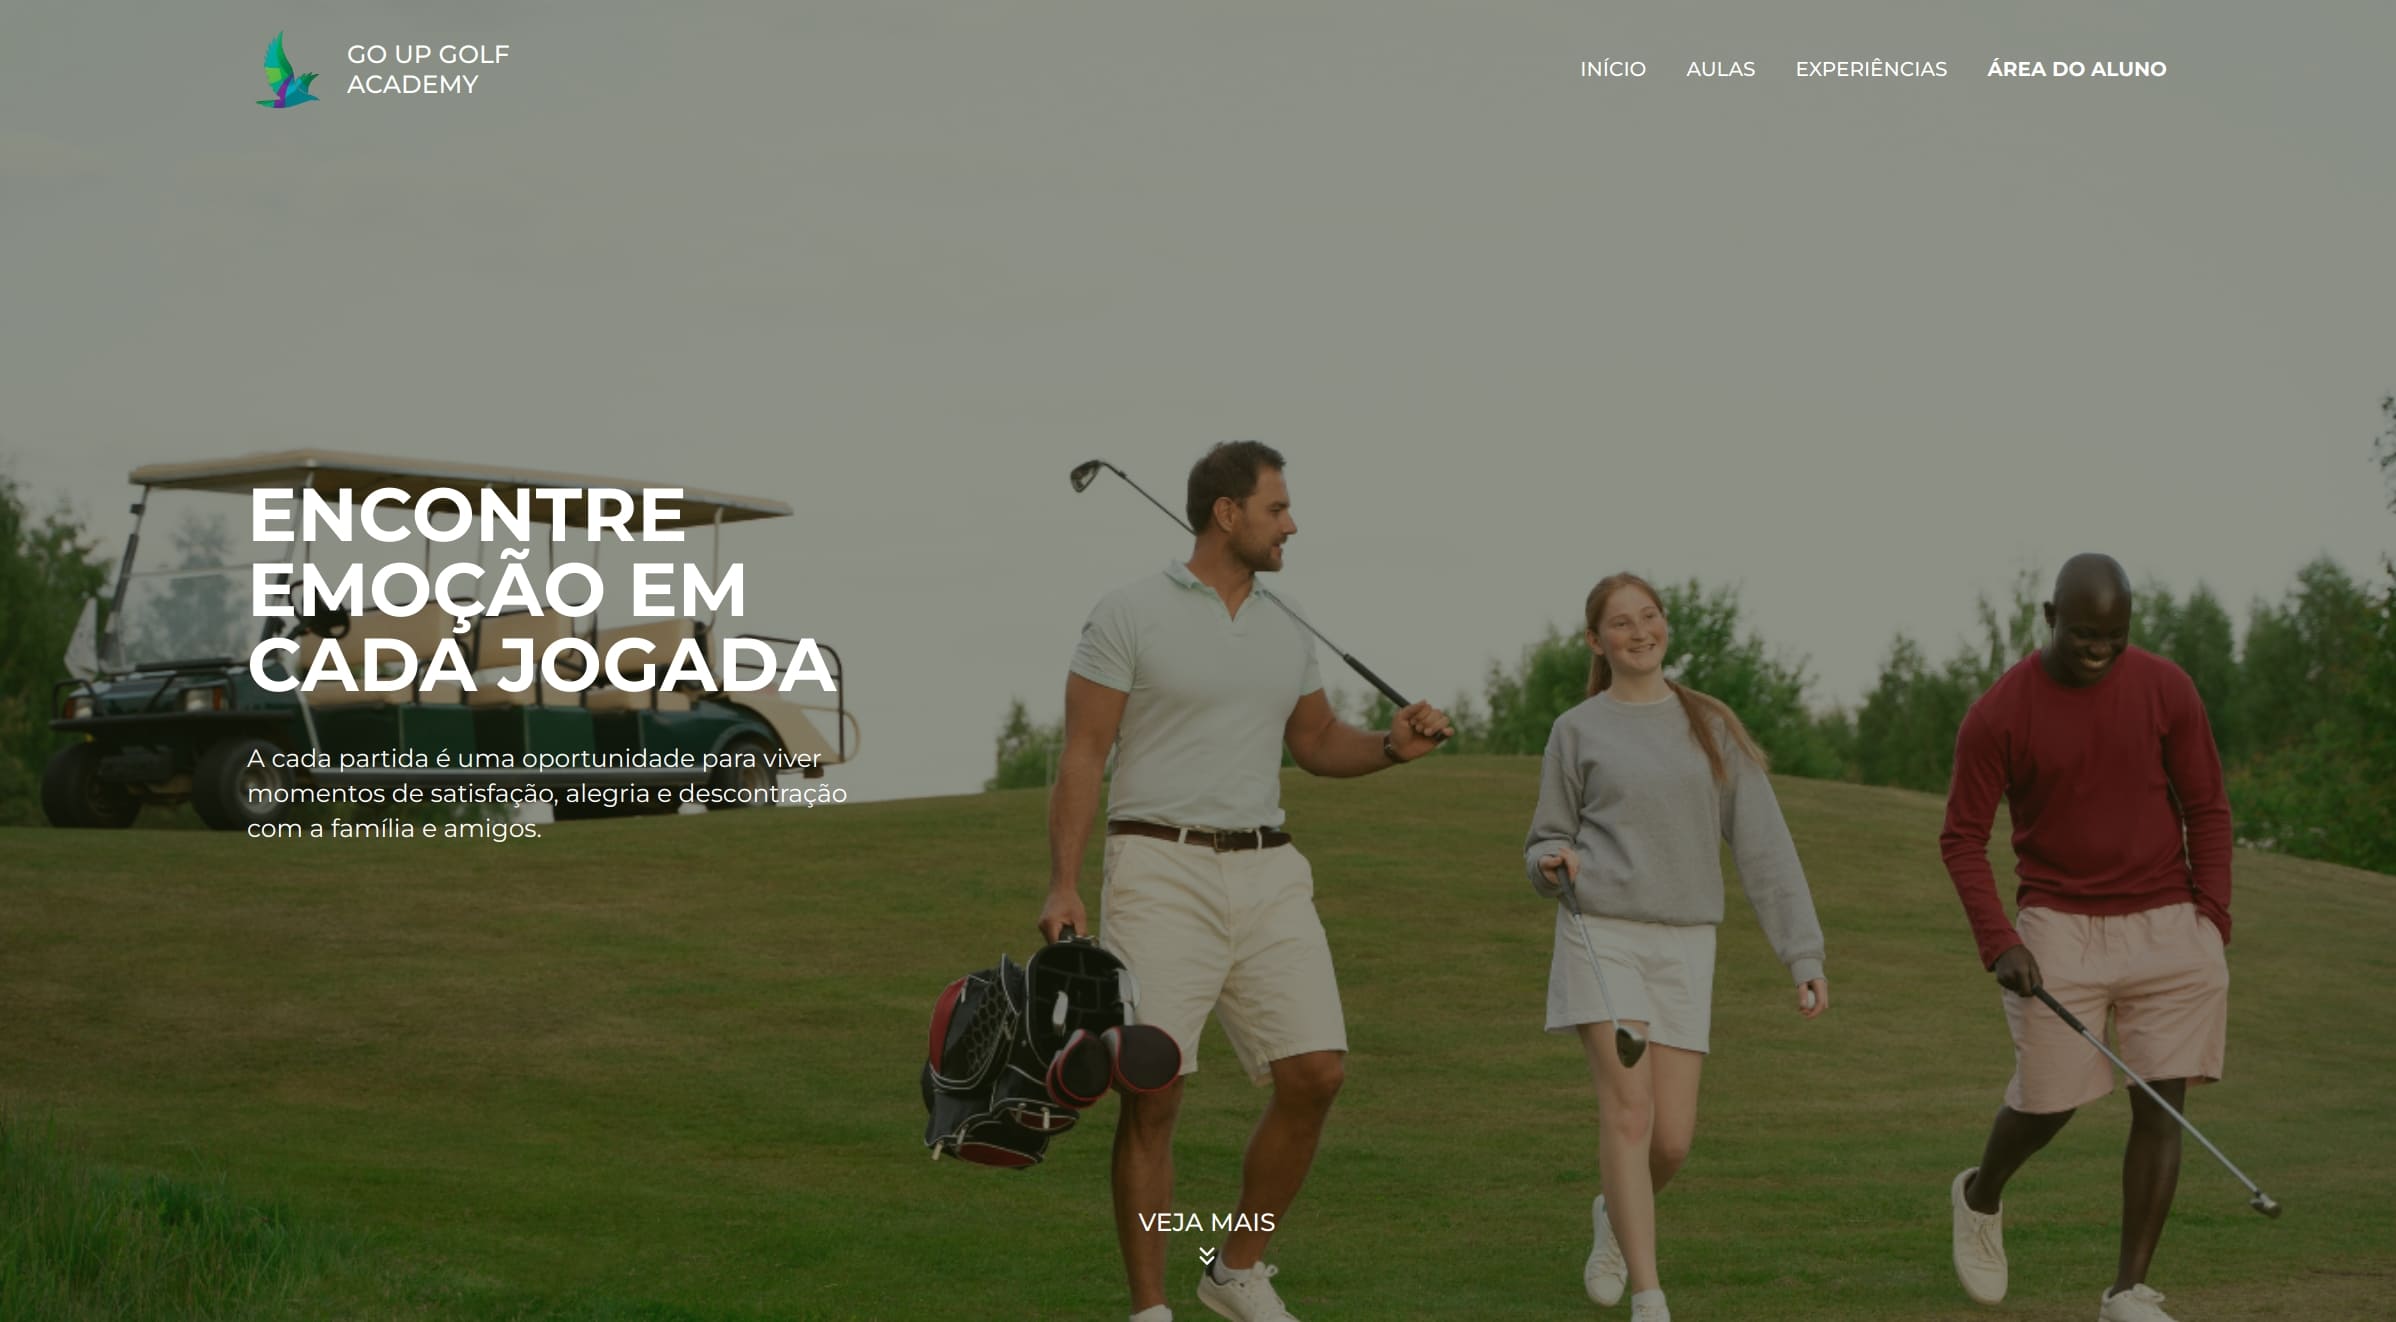 GO UP GOLF
ACADEMY
INÍCIO AULAS EXPERIÊNCIAS ÁREA DO ALUNO
ENCONTRE
EMOÇÃO EM
CADA JOGADA
A cada partida é uma oportunidade para viver
momentos de satisfação, alegria e descontração
com a família e amigos.
VEJA MAIS